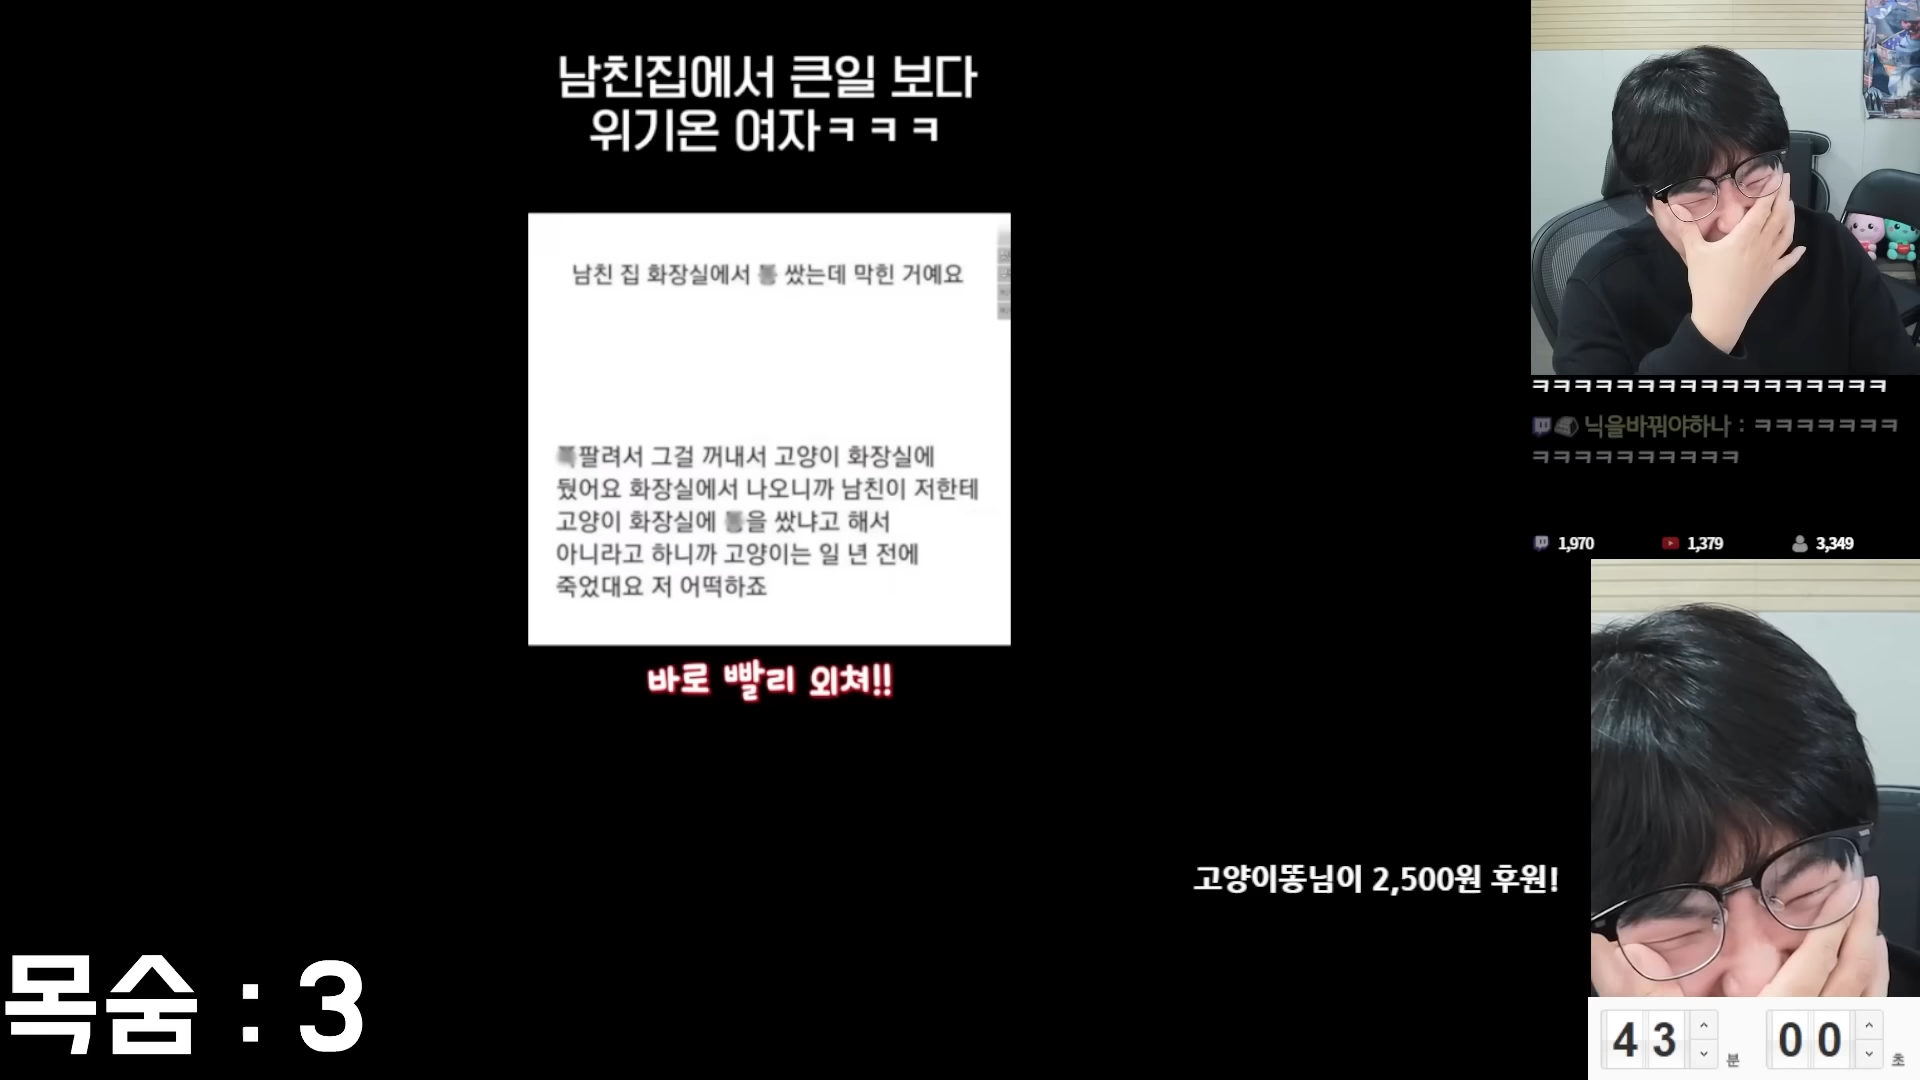 남친집에서 큰일 보다
위기온 여자ㅋㅋㅋ
남친 집 화장실에서 쌌는데 막힌 거예요
팔려서 그걸 꺼내서 고양이 화장실에
뒀어요 화장실에서 나오니까 남친이 저한테
고양이 화장실에 을 쌌냐고 해서
아니라고 하니까 고양이는 일 년 전에
죽었대요 저 어떡하죠
바로 빨리 외쳐!!
ㅋㅋㅋㅋㅋㅋㅋㅋㅋㅋㅋㅋㅋㅋㅋㅋㅋ
닉을바꿔야하나 : ㅋㅋㅋㅋㅋㅋㅋ
ㅋㅋㅋㅋㅋㅋㅋㅋㅋㅋ
1,970 1,379 3,349
고양이똥님이 2,500원 후원!
목숨 : 3
43 분 00 초